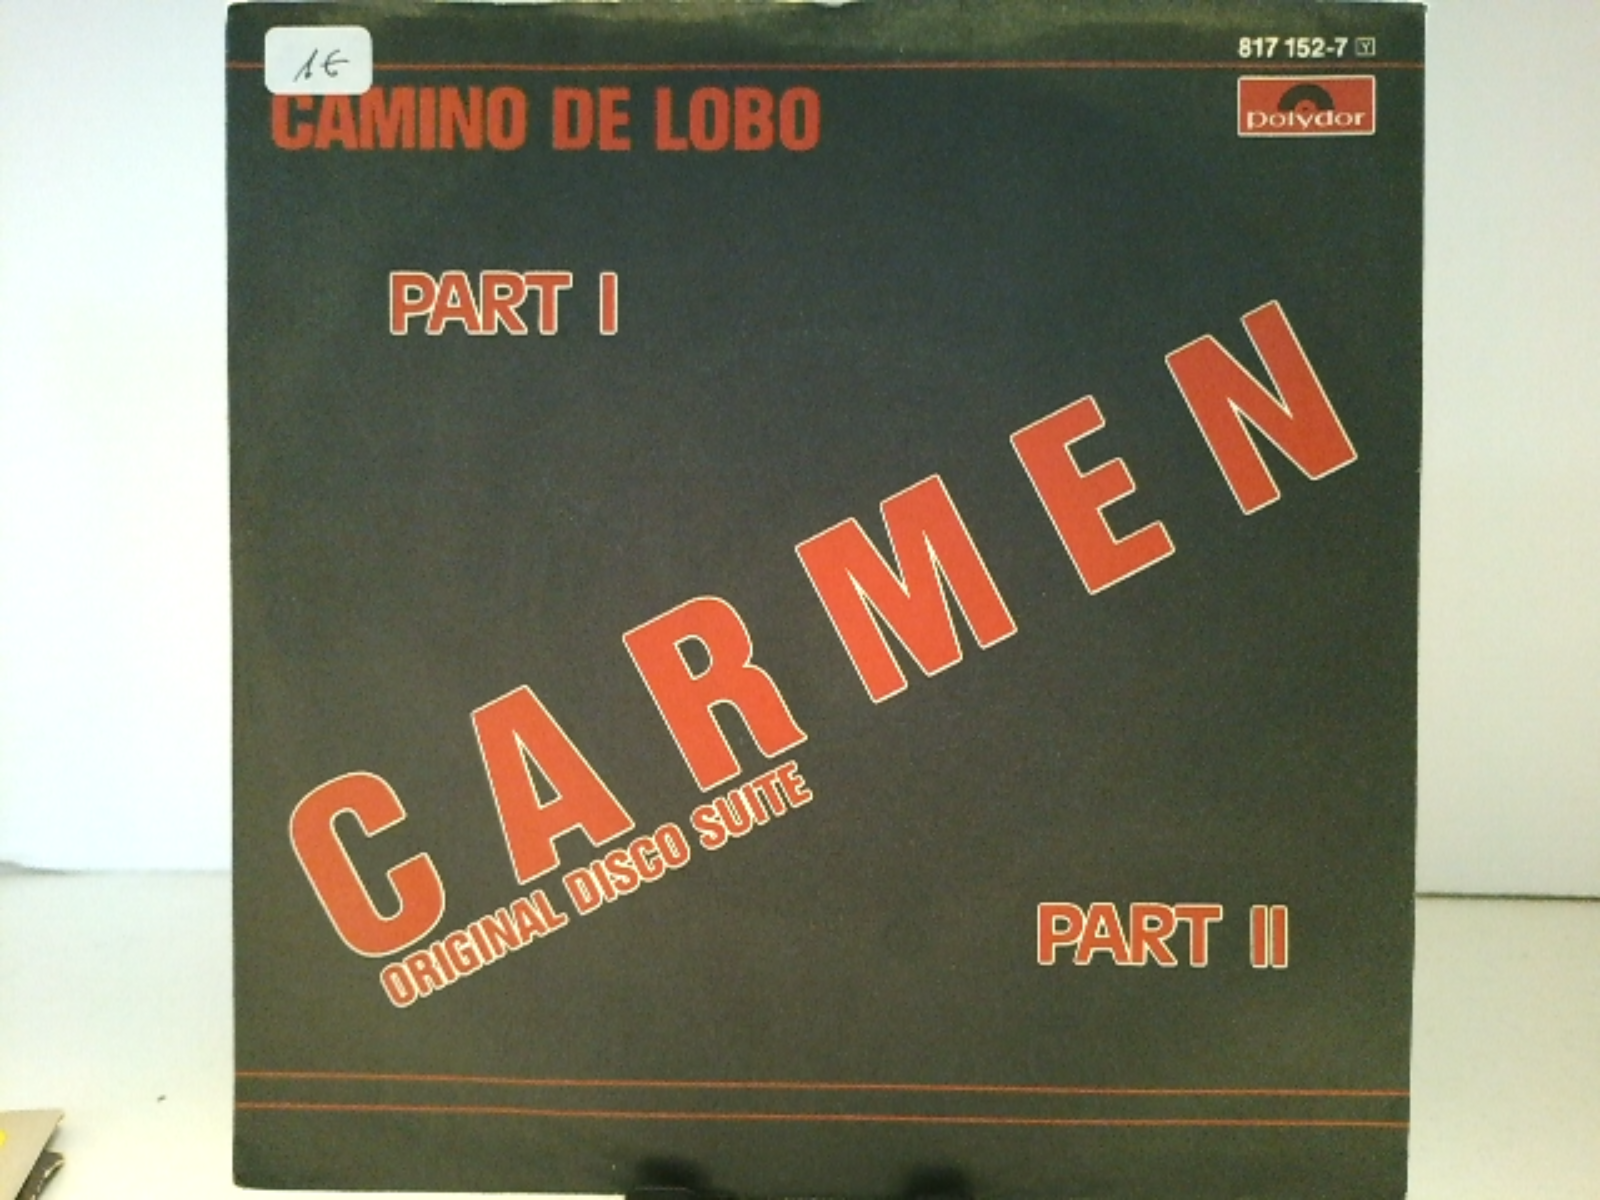 1€
817 152-7 Y
CAMINO DE LOBO
polydor
PART I
CARMEN
ORIGINAL DISCO SUITE
PART II